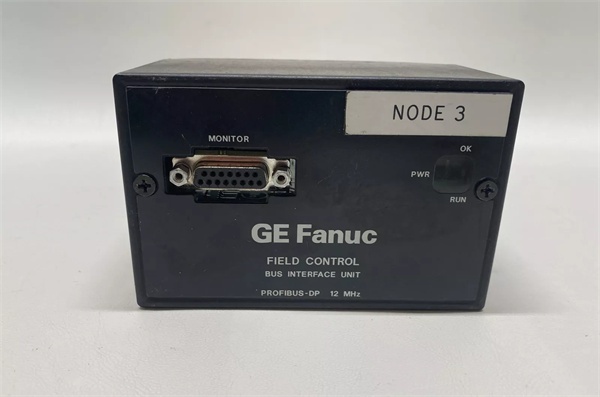 NODE 3
MONITOR
OK
PWR
RUN
GE Fanuc
FIELD CONTROL
BUS INTERFACE UNIT
PROFIBUS-DP 12 MHz